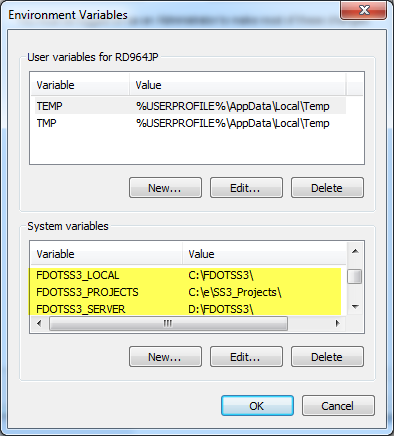 Environment Variables
User variables for RD964JP
Variable Value
TEMP %USERPROFILE%\AppData\Local\Temp
TMP %USERPROFILE%\AppData\Local\Temp
New... Edit... Delete
System variables
Variable Value
FDOTSS3_LOCAL C:\FDOTSS3\
FDOTSS3_PROJECTS C:\e\SS3_Projects\
FDOTSS3_SERVER D:\FDOTSS3\
New... Edit... Delete
OK Cancel